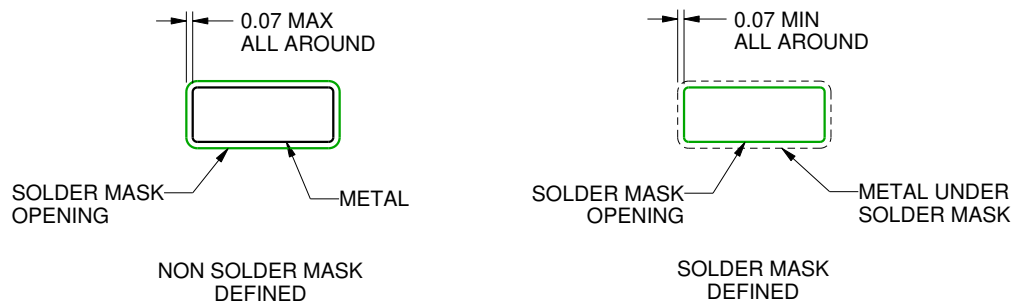 0.07 MAX
ALL AROUND
SOLDER MASK
OPENING
METAL
NON SOLDER MASK
DEFINED
0.07 MIN
ALL AROUND
SOLDER MASK
OPENING
METAL UNDER
SOLDER MASK
SOLDER MASK
DEFINED